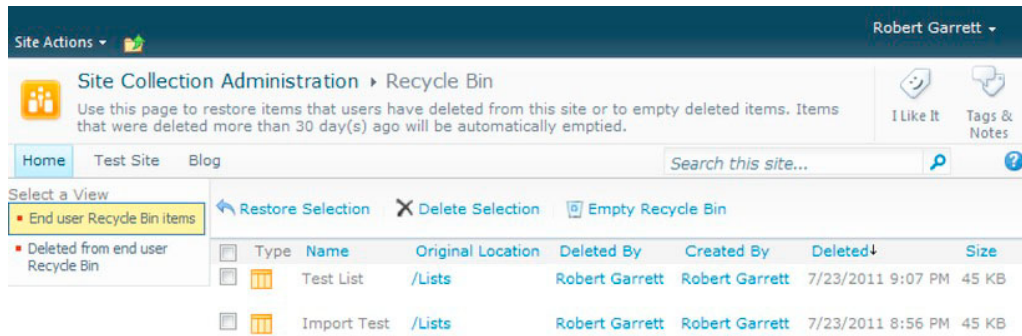 Robert Garrett
Site Actions
Site Collection Administration ▸ Recycle Bin
Use this page to restore items that users have deleted from this site or to empty deleted items. Items
that were deleted more than 30 day(s) ago will be automatically emptied.
I Like It
Tags &
Notes
Home Test Site Blog
Search this site...
Select a View
End user Recycle Bin items
Deleted from end user
Recycle Bin
Restore Selection Delete Selection Empty Recycle Bin
Type Name Original Location Deleted By Created By Deleted↓ Size
Test List /Lists Robert Garrett Robert Garrett 7/23/2011 9:07 PM 45 KB
Import Test /Lists Robert Garrett Robert Garrett 7/23/2011 8:56 PM 45 KB